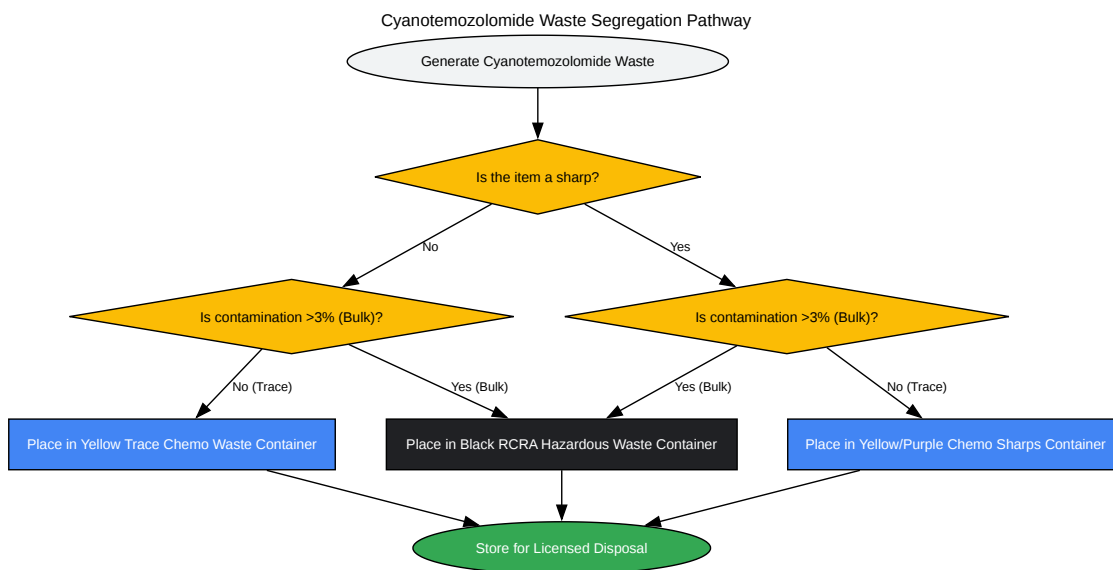 Cyanotemozolomide Waste Segregation Pathway
Generate Cyanotemozolomide Waste
Is the item a sharp?
No
Yes
Is contamination >3% (Bulk)?
Is contamination >3% (Bulk)?
No (Trace)
Yes (Bulk)
Yes (Bulk)
No (Trace)
Place in Yellow Trace Chemo Waste Container
Place in Black RCRA Hazardous Waste Container
Place in Yellow/Purple Chemo Sharps Container
Store for Licensed Disposal